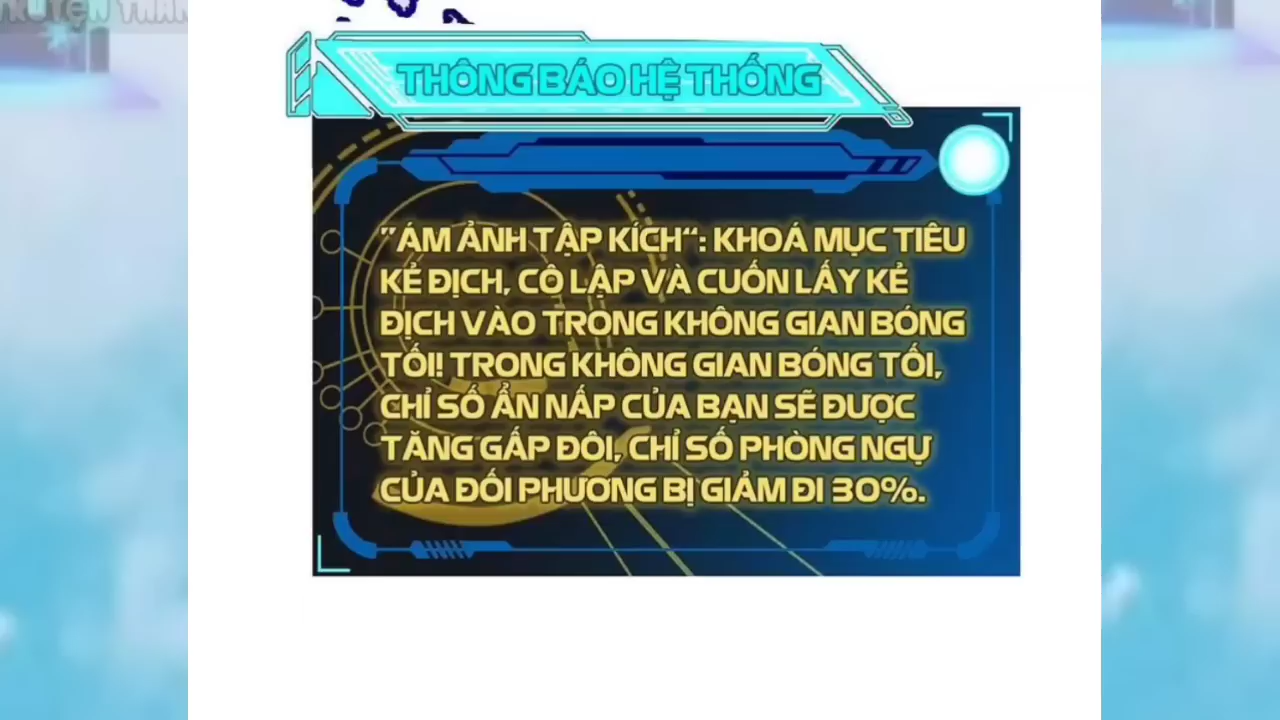 TRUYỆN TRANH
THÔNG BÁO HỆ THỐNG
”ÁM ẢNH TẬP KÍCH“: KHOÁ MỤC TIÊU
KẺ ĐỊCH, CÔ LẬP VÀ CUỐN LẤY KẺ
ĐỊCH VÀO TRONG KHÔNG GIAN BÓNG
TỐI! TRONG KHÔNG GIAN BÓNG TỐI,
CHỈ SỐ ẨN NẤP CỦA BẠN SẼ ĐƯỢC
TĂNG GẤP ĐÔI, CHỈ SỐ PHÒNG NGỰ
CỦA ĐỐI PHƯƠNG BỊ GIẢM ĐI 30%.